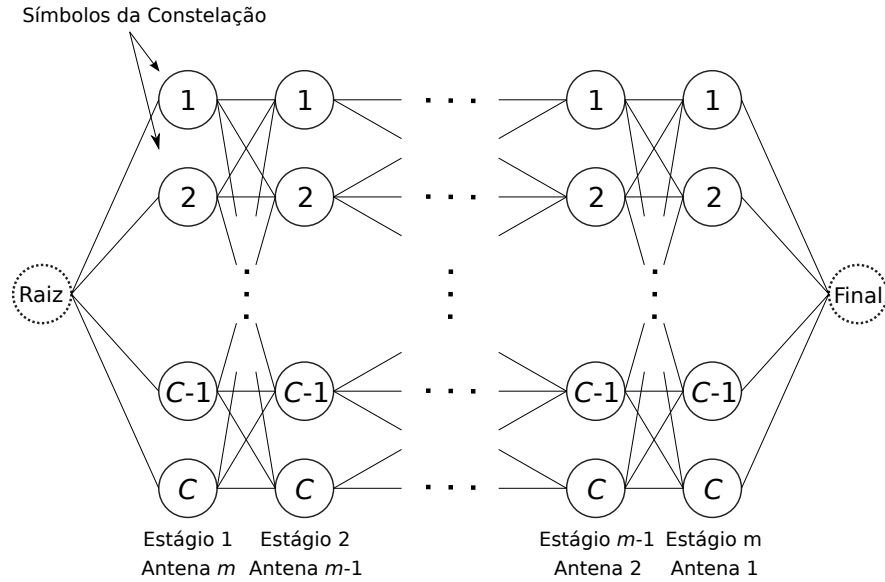 Símbolos da Constelação
1 1 . . . 1 1
2 2 . . . 2 2
Raiz Final
C-1 C-1 . . . C-1 C-1
C C . . . C C
Estágio 1 Estágio 2 Estágio m-1 Estágio m
Antena m Antena m-1 Antena 2 Antena 1